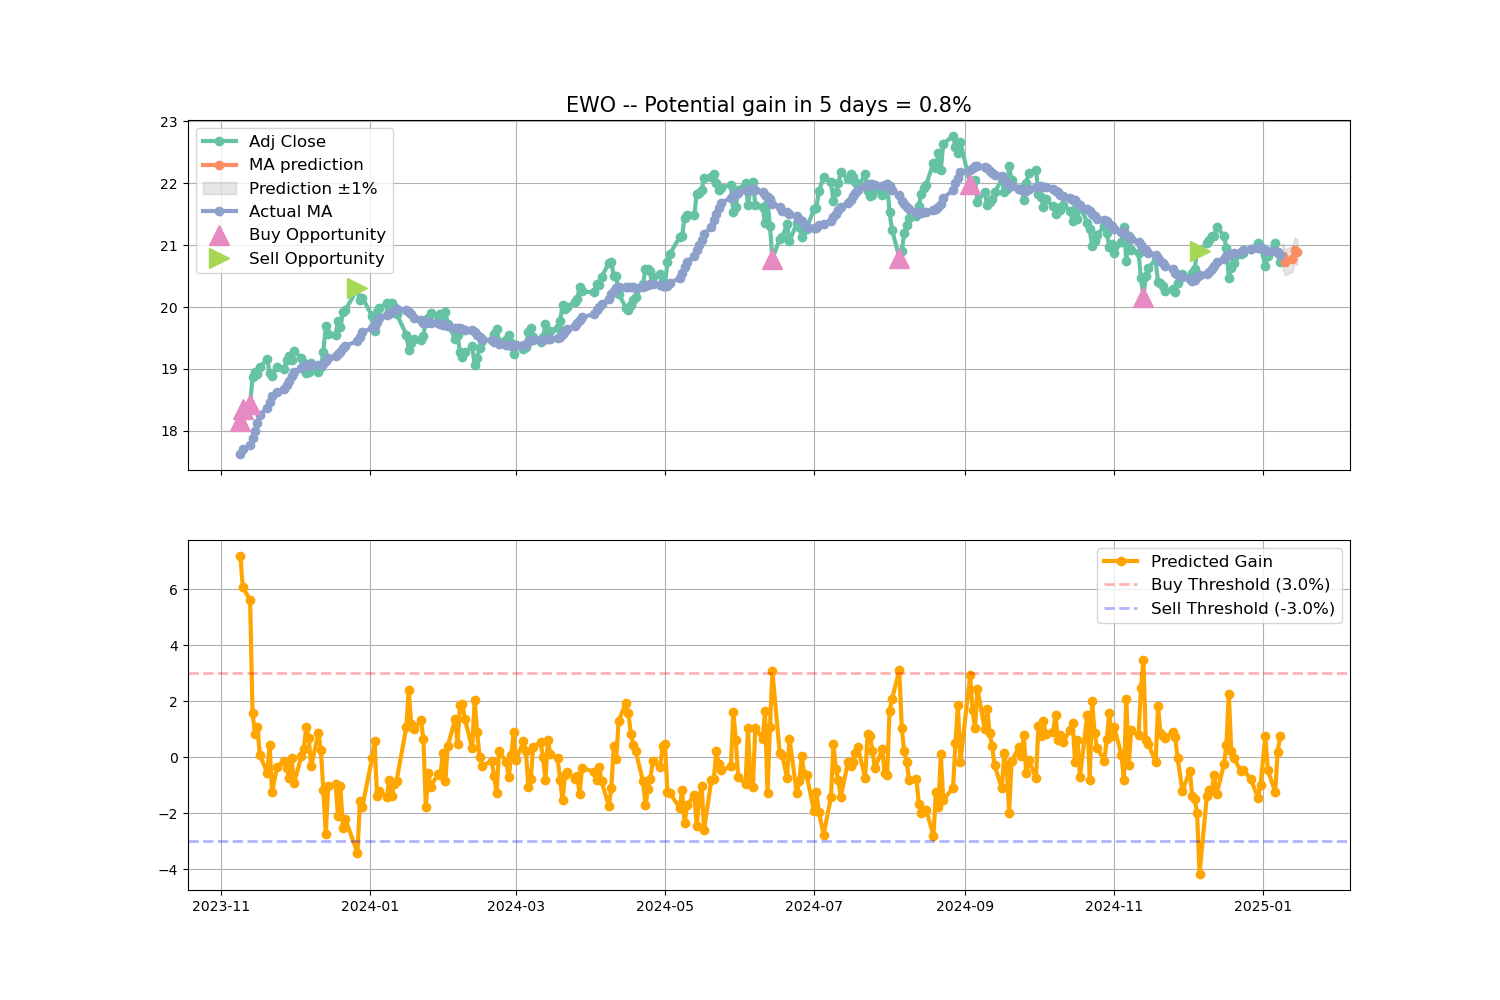 EWO -- Potential gain in 5 days = 0.8%
23
22
21
20
19
18
Adj Close
MA prediction
Prediction ±1%
Actual MA
Buy Opportunity
Sell Opportunity
6
4
2
0
−2
−4
Predicted Gain
Buy Threshold (3.0%)
Sell Threshold (-3.0%)
2023-11 2024-01 2024-03 2024-05 2024-07 2024-09 2024-11 2025-01